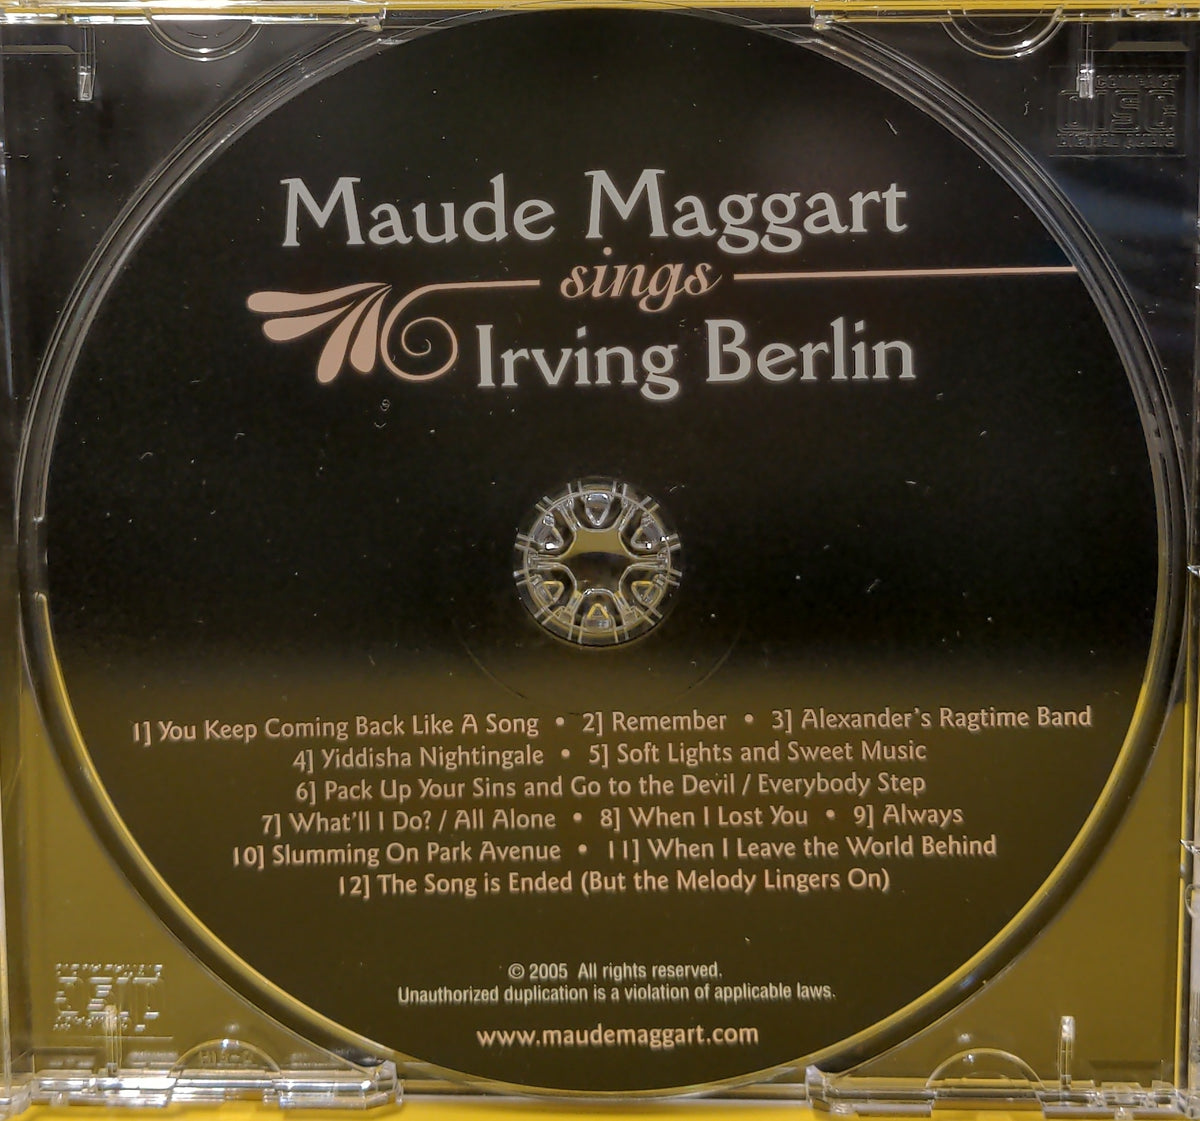 COMPACT
disc
DIGITAL AUDIO
Maude Maggart
sings
Irving Berlin
1] You Keep Coming Back Like A Song • 2] Remember • 3] Alexander's Ragtime Band
4] Yiddisha Nightingale • 5] Soft Lights and Sweet Music
6] Pack Up Your Sins and Go to the Devil / Everybody Step
7] What'll I Do? / All Alone • 8] When I Lost You • 9] Always
10] Slumming On Park Avenue • 11] When I Leave the World Behind
12] The Song is Ended (But the Melody Lingers On)
© 2005 All rights reserved.
Unauthorized duplication is a violation of applicable laws.
www.maudemaggart.com